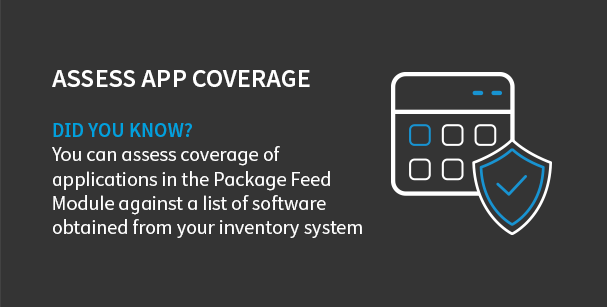 ASSESS APP COVERAGE
DID YOU KNOW?
You can assess coverage of
applications in the Package Feed
Module against a list of software
obtained from your inventory system